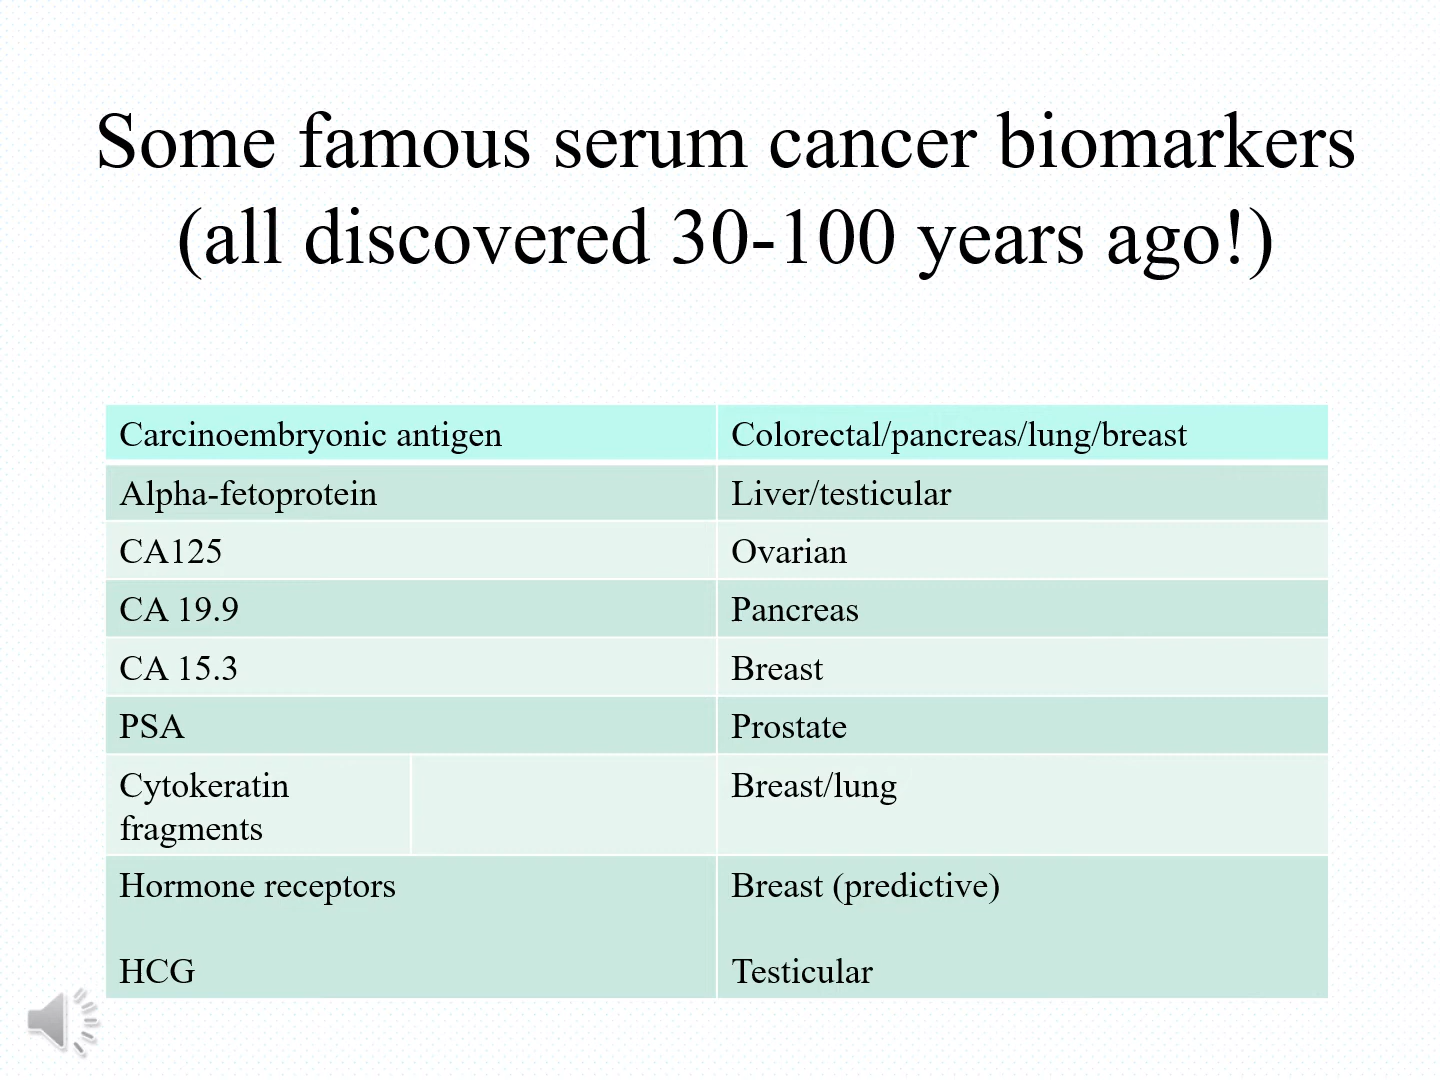 Some famous serum cancer biomarkers
(all discovered 30-100 years ago!)
Carcinoembryonic antigen Colorectal/pancreas/lung/breast
Alpha-fetoprotein Liver/testicular
CA125 Ovarian
CA 19.9 Pancreas
CA 15.3 Breast
PSA Prostate
Cytokeratin Breast/lung
fragments
Hormone receptors Breast (predictive)
HCG Testicular